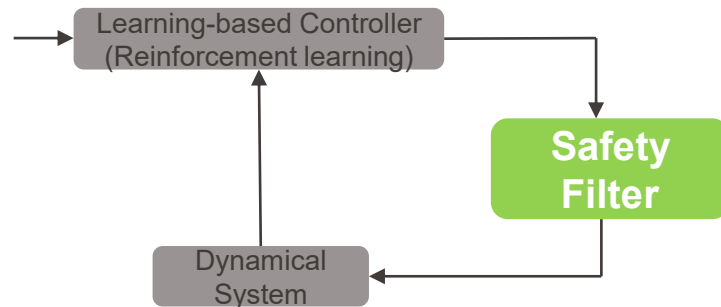 Learning-based Controller
(Reinforcement learning)
Safety
Filter
Dynamical
System